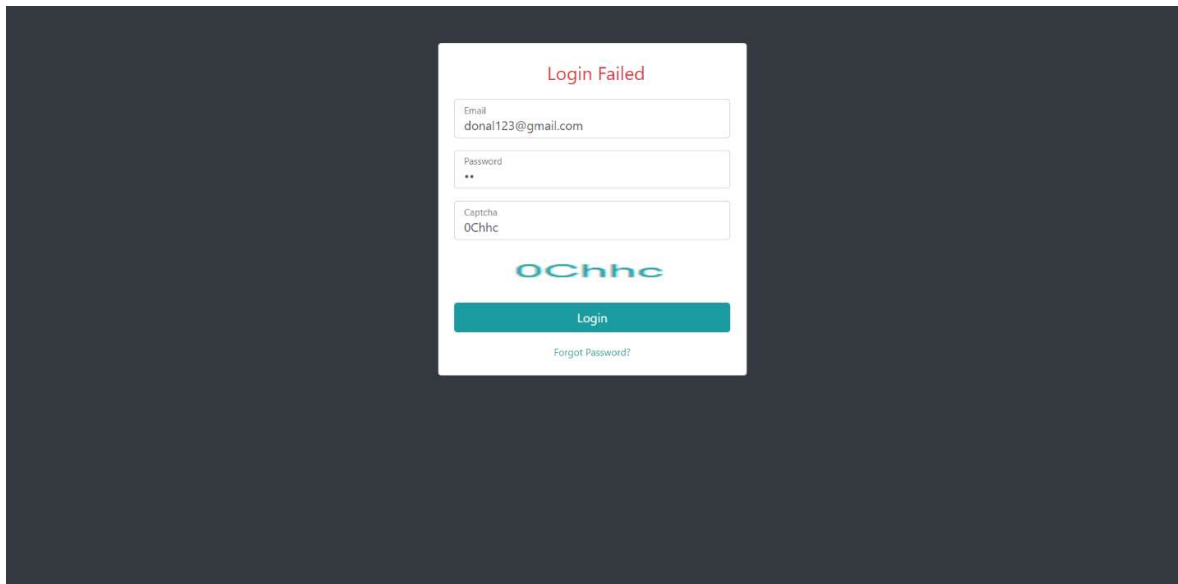 Login Failed
Email
donal123@gmail.com
Password
••
Captcha
0Chhc
0Chhc
Login
Forgot Password?